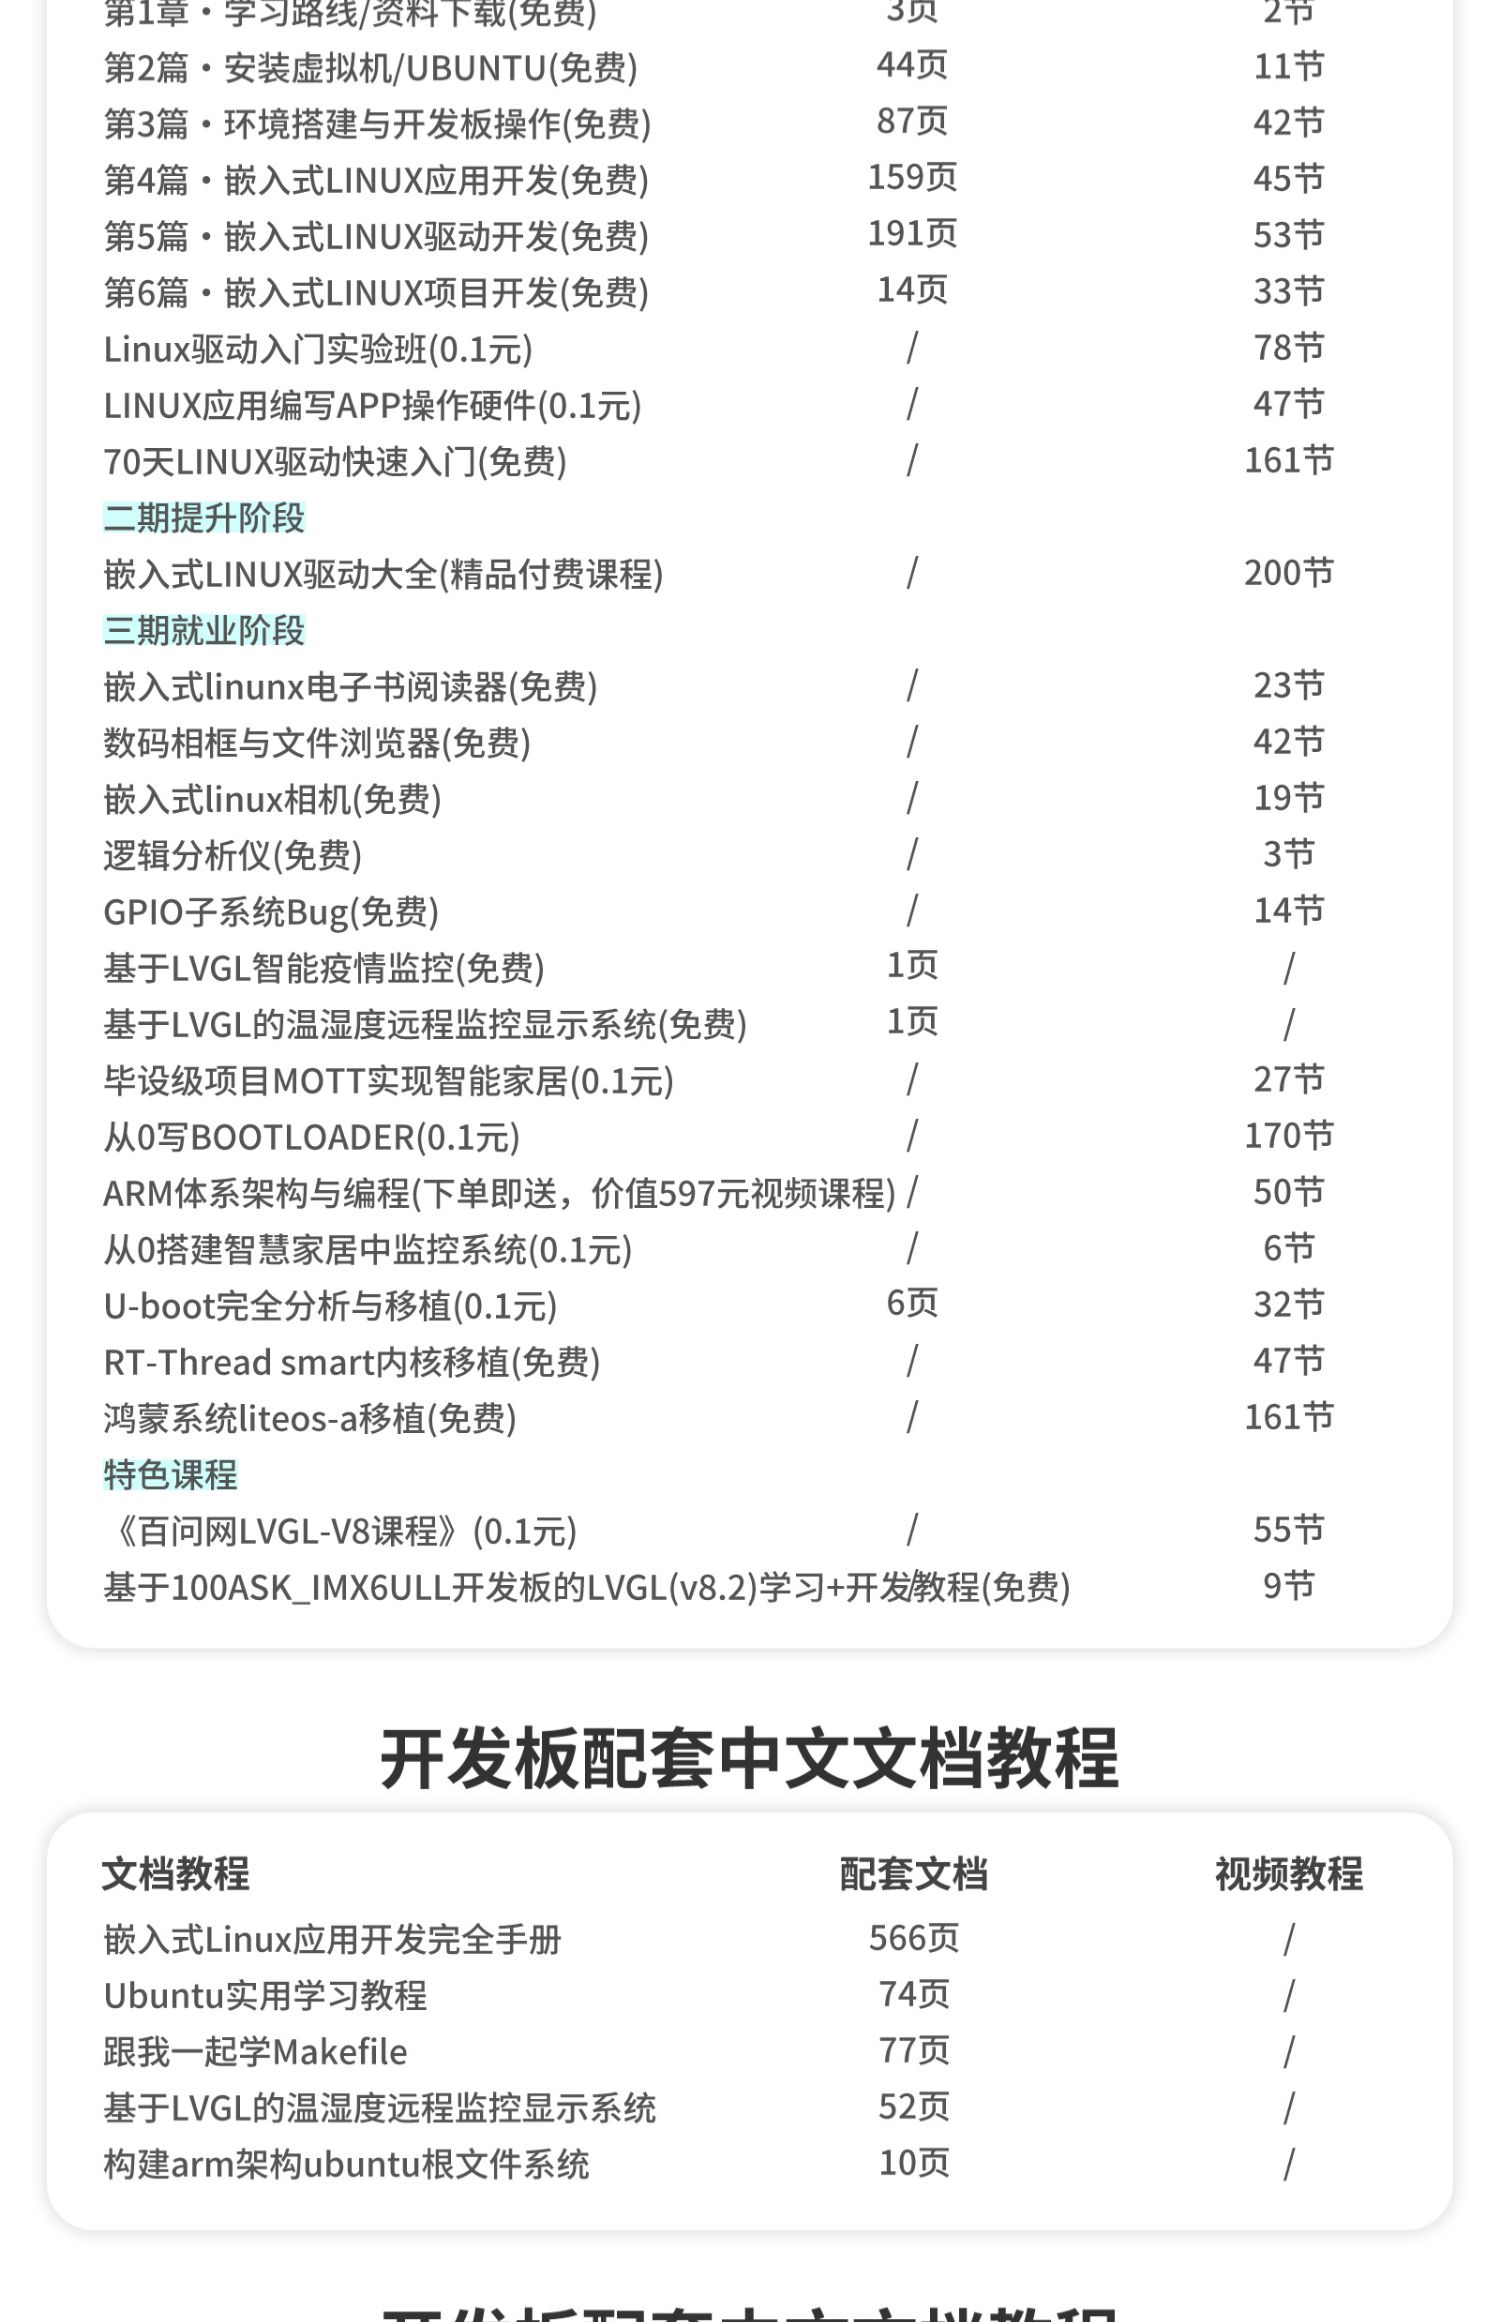 第1章·学习路线/资料下载(免费) 3页 2节
第2篇·安装虚拟机/UBUNTU(免费) 44页 11节
第3篇·环境搭建与开发板操作(免费) 87页 42节
第4篇·嵌入式LINUX应用开发(免费) 159页 45节
第5篇·嵌入式LINUX驱动开发(免费) 191页 53节
第6篇·嵌入式LINUX项目开发(免费) 14页 33节
Linux驱动入门实验班(0.1元) / 78节
LINUX应用编写APP操作硬件(0.1元) / 47节
70天LINUX驱动快速入门(免费) / 161节
二期提升阶段
嵌入式LINUX驱动大全(精品付费课程) / 200节
三期就业阶段
嵌入式linunx电子书阅读器(免费) / 23节
数码相框与文件浏览器(免费) / 42节
嵌入式linux相机(免费) / 19节
逻辑分析仪(免费) / 3节
GPIO子系统Bug(免费) / 14节
基于LVGL智能疫情监控(免费) 1页 /
基于LVGL的温湿度远程监控显示系统(免费) 1页 /
毕设级项目MOTT实现智能家居(0.1元) / 27节
从0写BOOTLOADER(0.1元) / 170节
ARM体系架构与编程(下单即送，价值597元视频课程) / 50节
从0搭建智慧家居中监控系统(0.1元) / 6节
U-boot完全分析与移植(0.1元) 6页 32节
RT-Thread smart内核移植(免费) / 47节
鸿蒙系统liteos-a移植(免费) / 161节
特色课程
《百问网LVGL-V8课程》(0.1元) / 55节
基于100ASK_IMX6ULL开发板的LVGL(v8.2)学习+开发教程(免费) / 9节
开发板配套中文文档教程
文档教程 配套文档 视频教程
嵌入式Linux应用开发完全手册 566页 /
Ubuntu实用学习教程 74页 /
跟我一起学Makefile 77页 /
基于LVGL的温湿度远程监控显示系统 52页 /
构建arm架构ubuntu根文件系统 10页 /
开发板配套中文文档教程